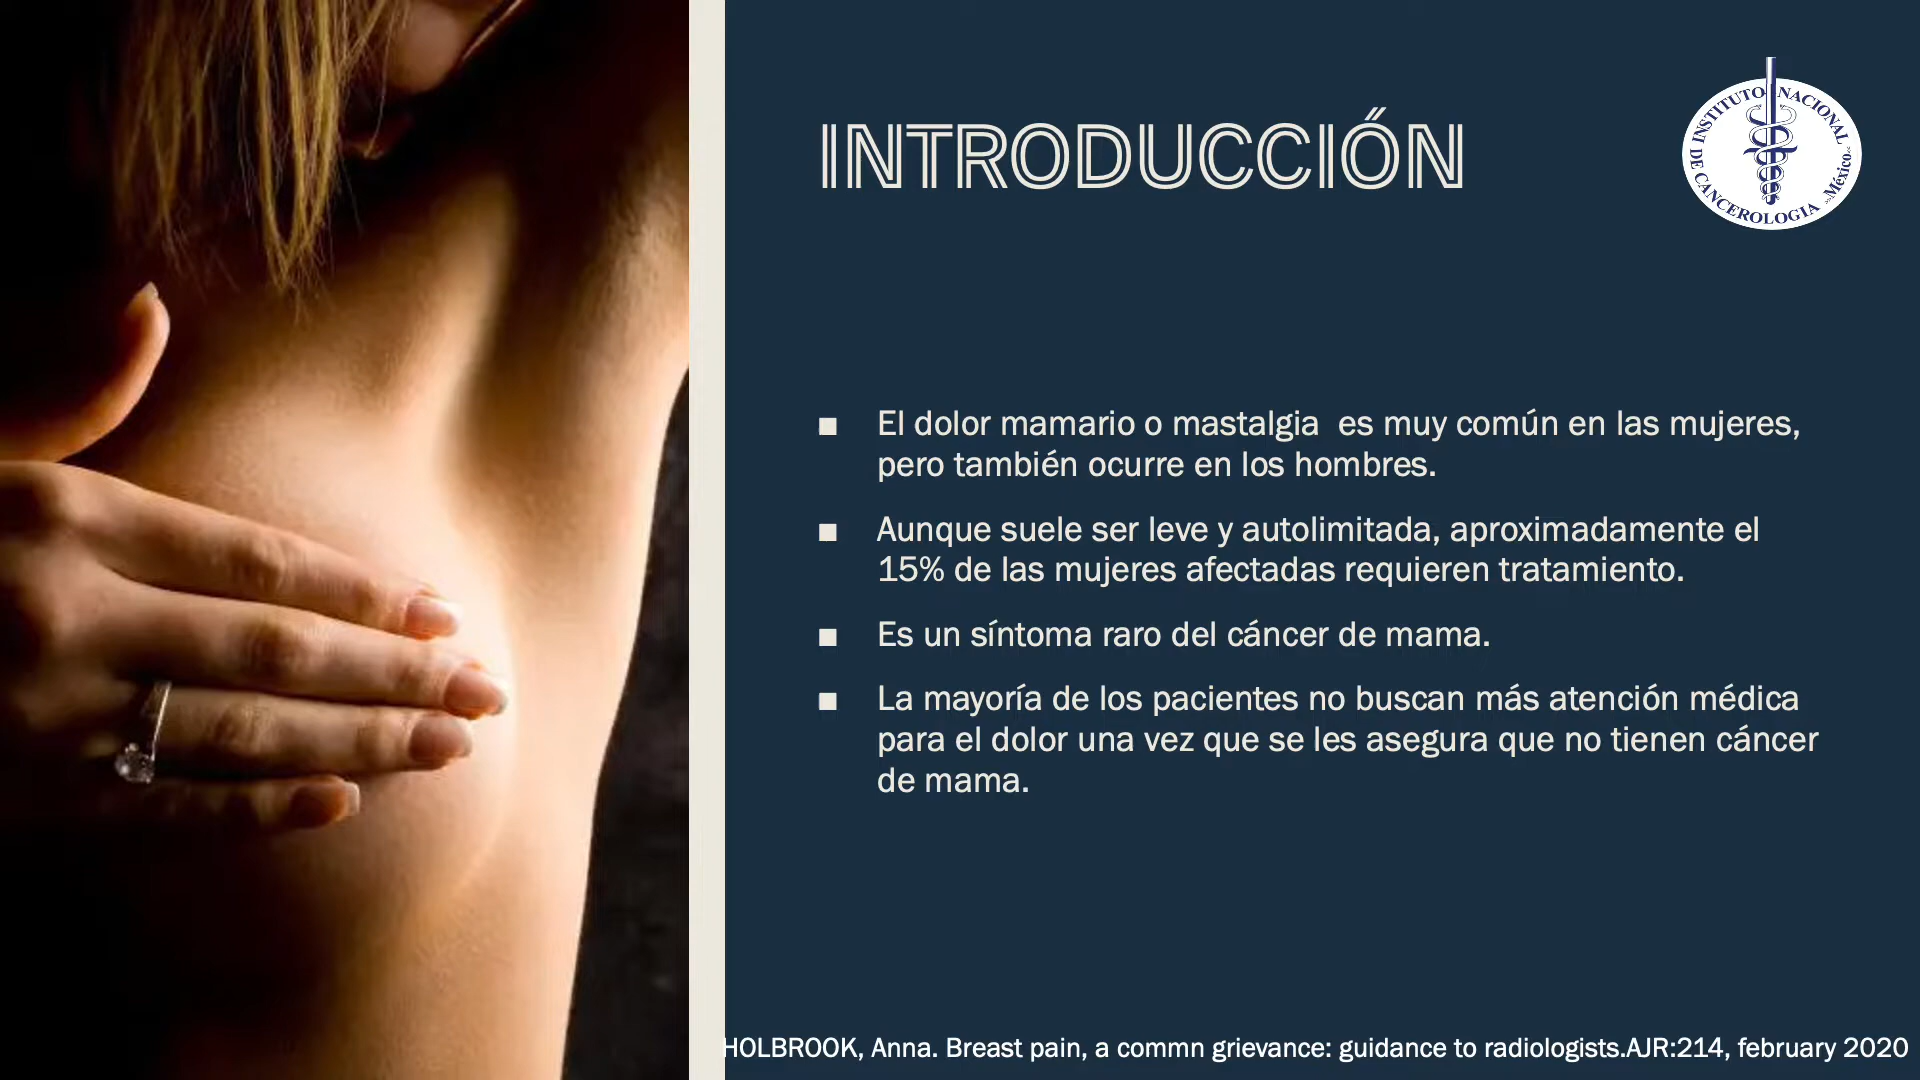 INTRODUCCIÓN
INSTITUTO NACIONAL
DE CANCEROLOGIA
México
El dolor mamario o mastalgia  es muy común en las mujeres,
pero también ocurre en los hombres.
Aunque suele ser leve y autolimitada, aproximadamente el
15% de las mujeres afectadas requieren tratamiento.
Es un síntoma raro del cáncer de mama.
La mayoría de los pacientes no buscan más atención médica
para el dolor una vez que se les asegura que no tienen cáncer
de mama.
HOLBROOK, Anna. Breast pain, a commn grievance: guidance to radiologists.AJR:214, february 2020